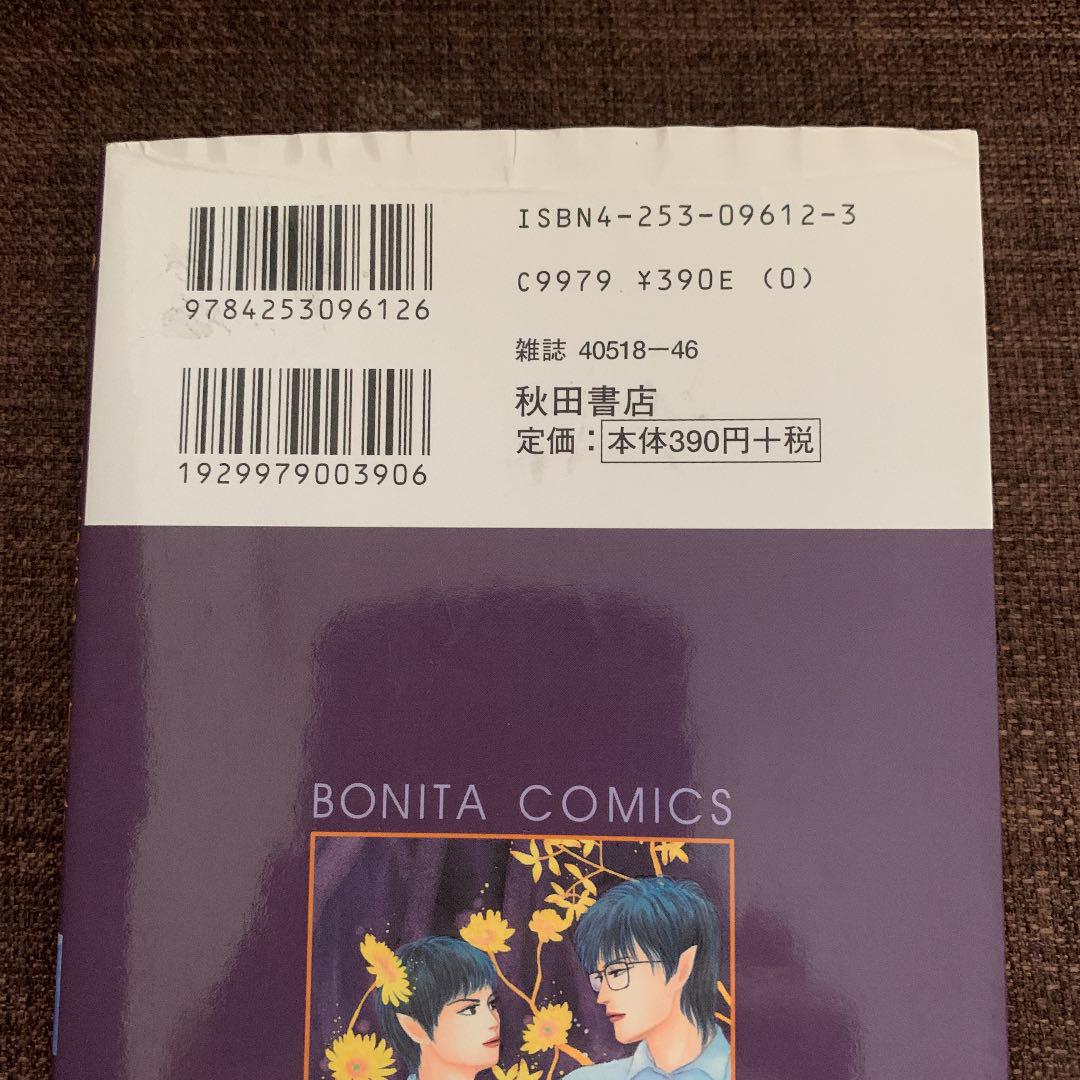 ISBN4-253-09612-3
9784253096126
C9979 ¥390E (0)
雑誌 40518-46
1929979003906
秋田書店
定価：本体390円+税
BONITA COMICS